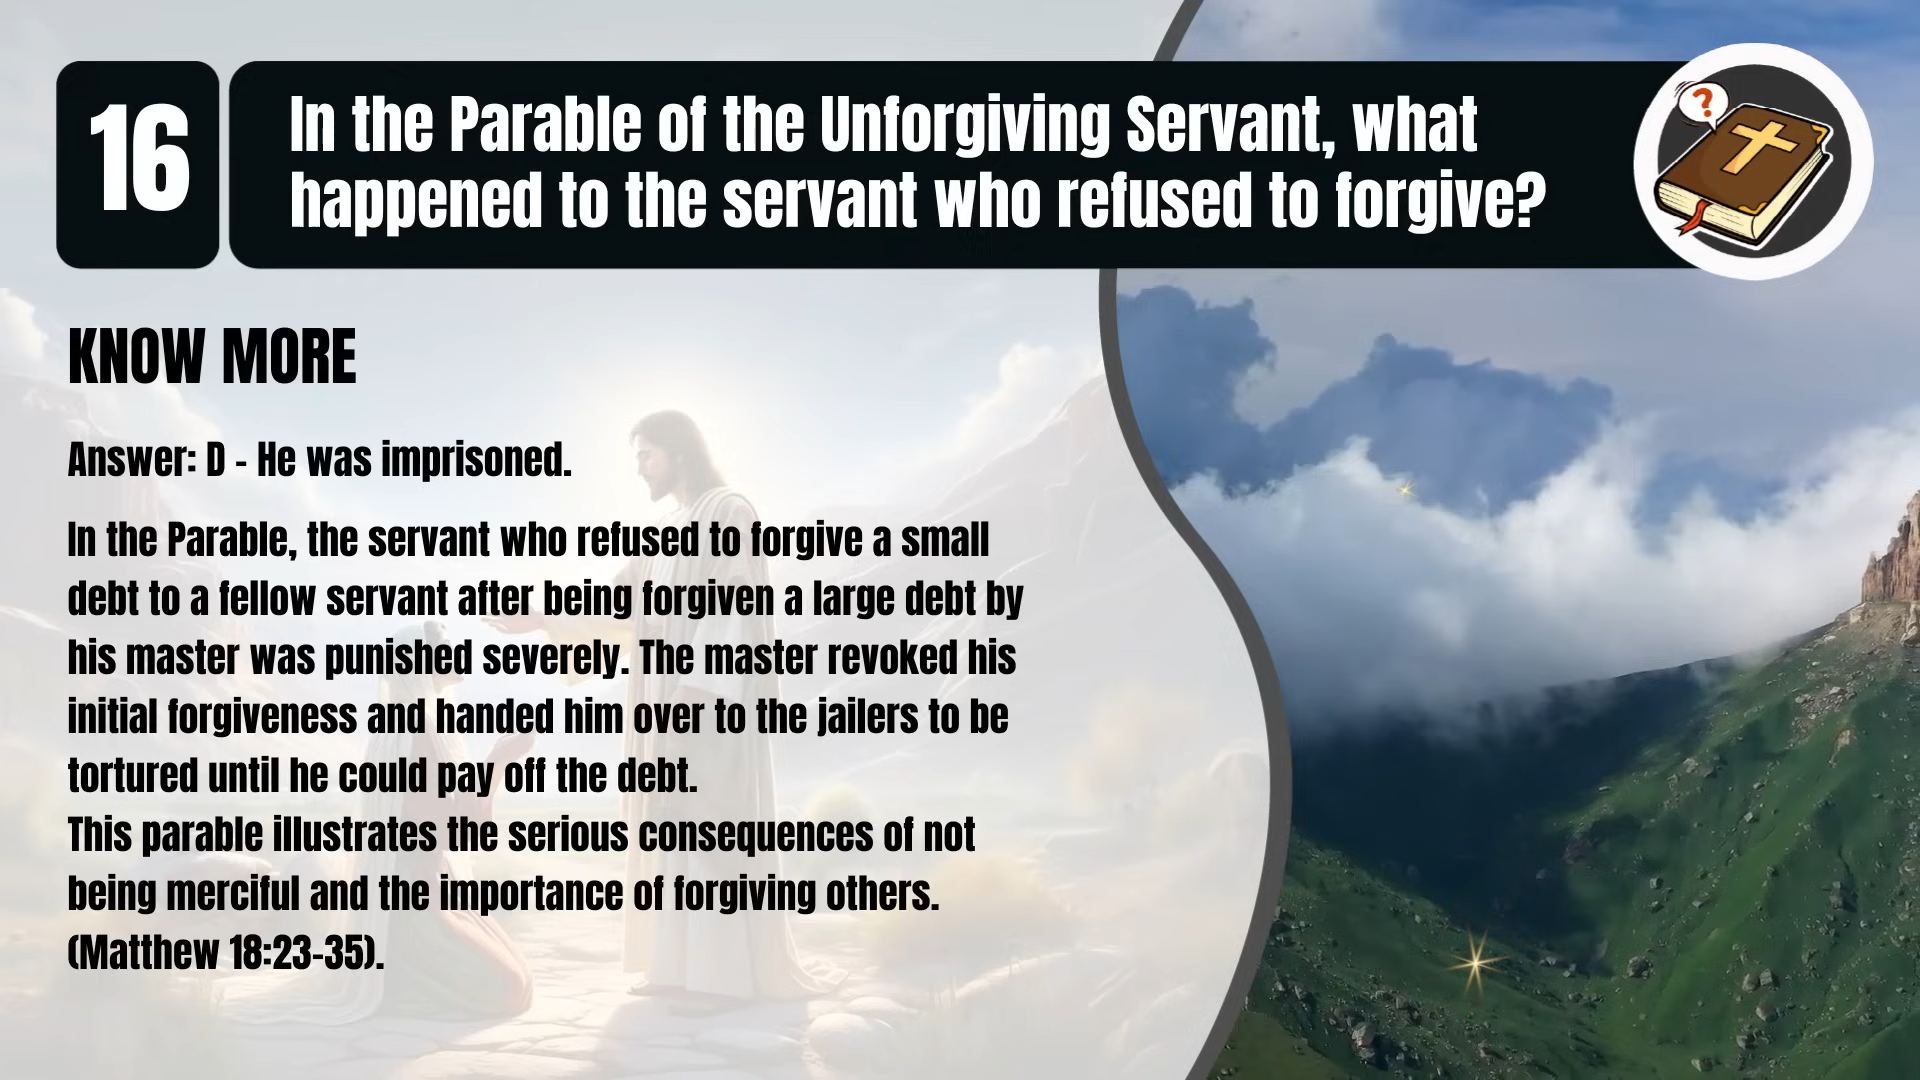 16
In the Parable of the Unforgiving Servant, what
happened to the servant who refused to forgive?
?
KNOW MORE
Answer: D - He was imprisoned.
In the Parable, the servant who refused to forgive a small
debt to a fellow servant after being forgiven a large debt by
his master was punished severely. The master revoked his
initial forgiveness and handed him over to the jailers to be
tortured until he could pay off the debt.
This parable illustrates the serious consequences of not
being merciful and the importance of forgiving others.
(Matthew 18:23-35).